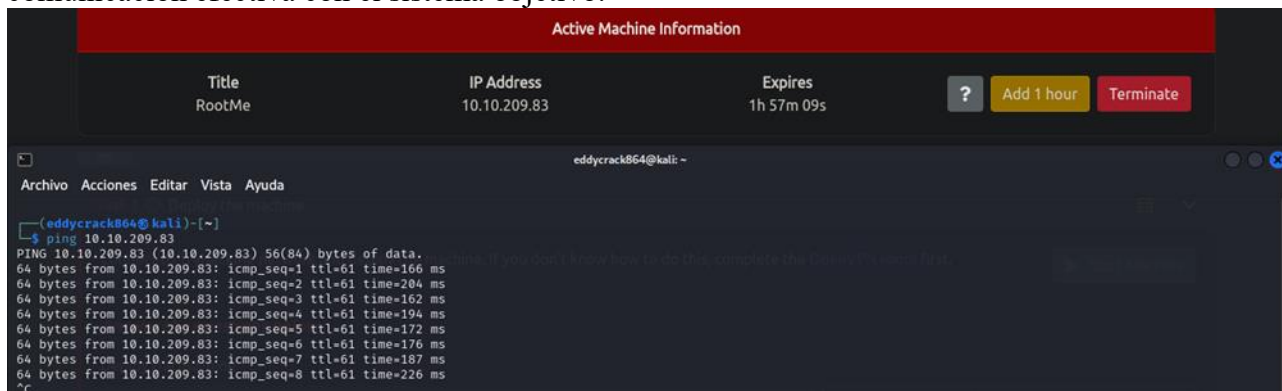 comunicación efectiva con el sistema objetivo.
Active Machine Information
Title IP Address Expires
RootMe 10.10.209.83 1h 57m 09s ? Add 1 hour Terminate
eddycrack864@kali: ~
Archivo Acciones Editar Vista Ayuda
(eddycrack864㉿kali)-[~]
$ ping 10.10.209.83
PING 10.10.209.83 (10.10.209.83) 56(84) bytes of data.
64 bytes from 10.10.209.83: icmp_seq=1 ttl=61 time=166 ms
64 bytes from 10.10.209.83: icmp_seq=2 ttl=61 time=204 ms
64 bytes from 10.10.209.83: icmp_seq=3 ttl=61 time=162 ms
64 bytes from 10.10.209.83: icmp_seq=4 ttl=61 time=194 ms
64 bytes from 10.10.209.83: icmp_seq=5 ttl=61 time=172 ms
64 bytes from 10.10.209.83: icmp_seq=6 ttl=61 time=176 ms
64 bytes from 10.10.209.83: icmp_seq=7 ttl=61 time=187 ms
64 bytes from 10.10.209.83: icmp_seq=8 ttl=61 time=226 ms
^C